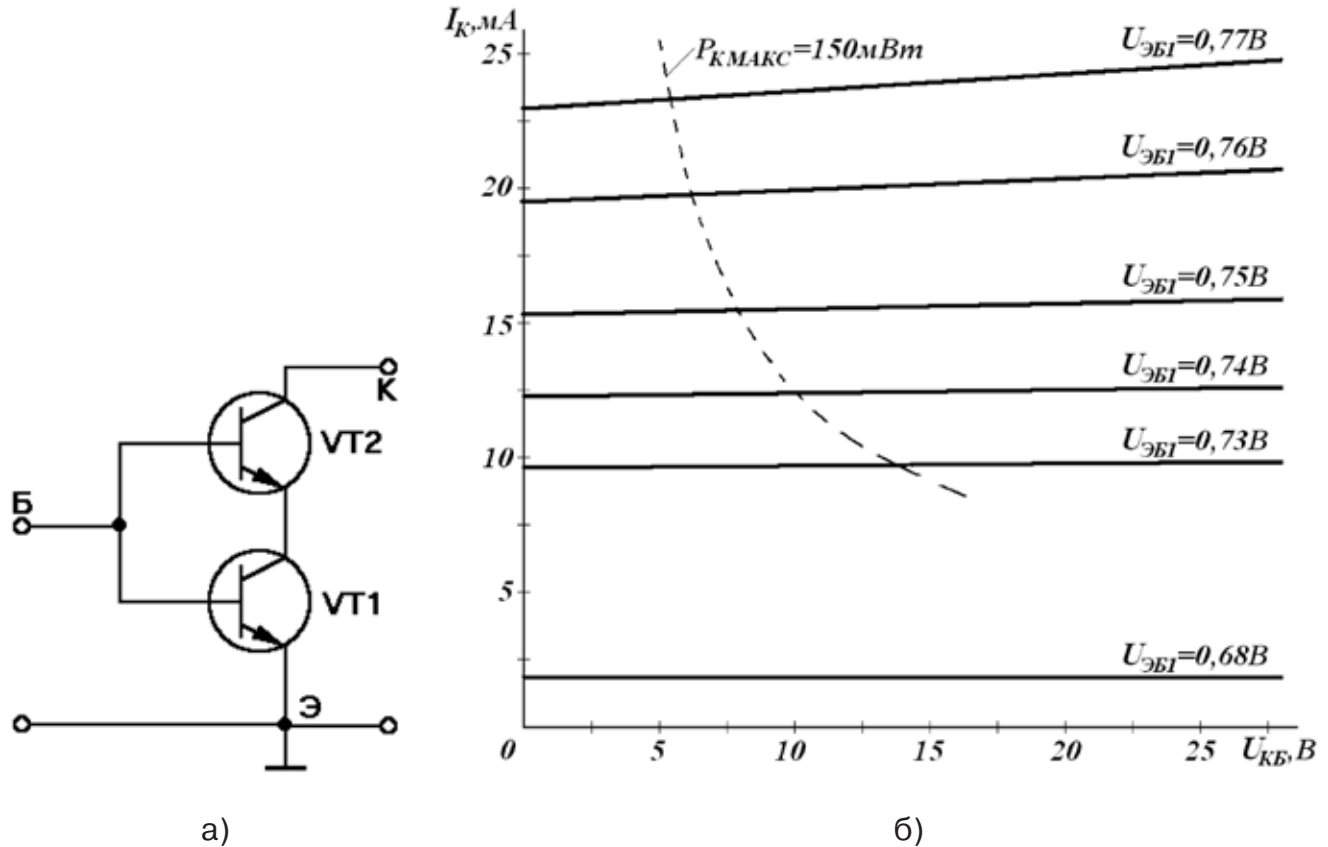 I_К,мА
25
20
15
10
5
0
5
10
15
20
25
U_КБ,В
P_КМАКС=150мВт
U_ЭБ1=0,77В
U_ЭБ1=0,76В
U_ЭБ1=0,75В
U_ЭБ1=0,74В
U_ЭБ1=0,73В
U_ЭБ1=0,68В
К
VT2
Б
VT1
Э
а)
б)